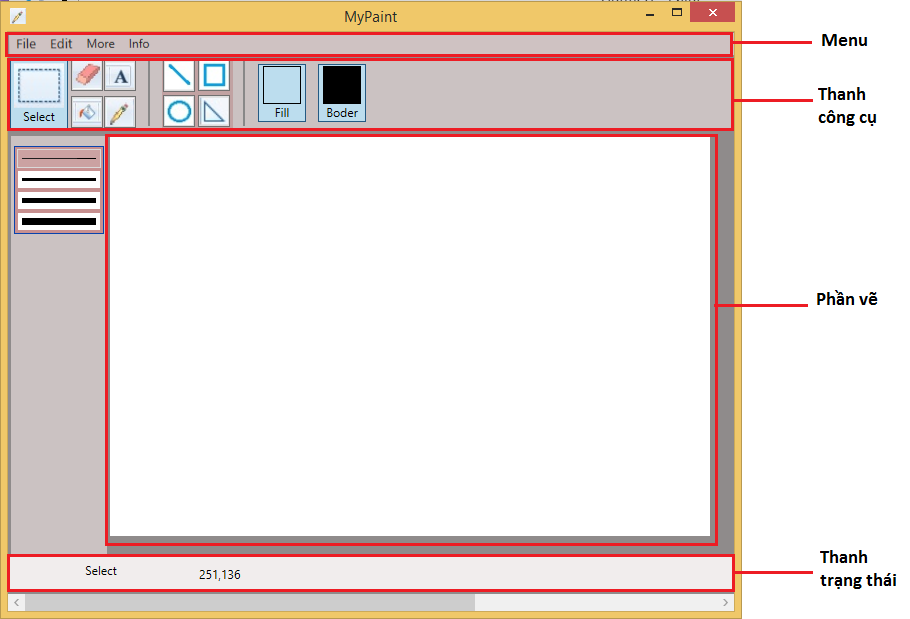 MyPaint
File Edit More Info
Menu
A
Select
Fill
Boder
Thanh
công cụ
Phần vẽ
Select
251,136
Thanh
trạng thái